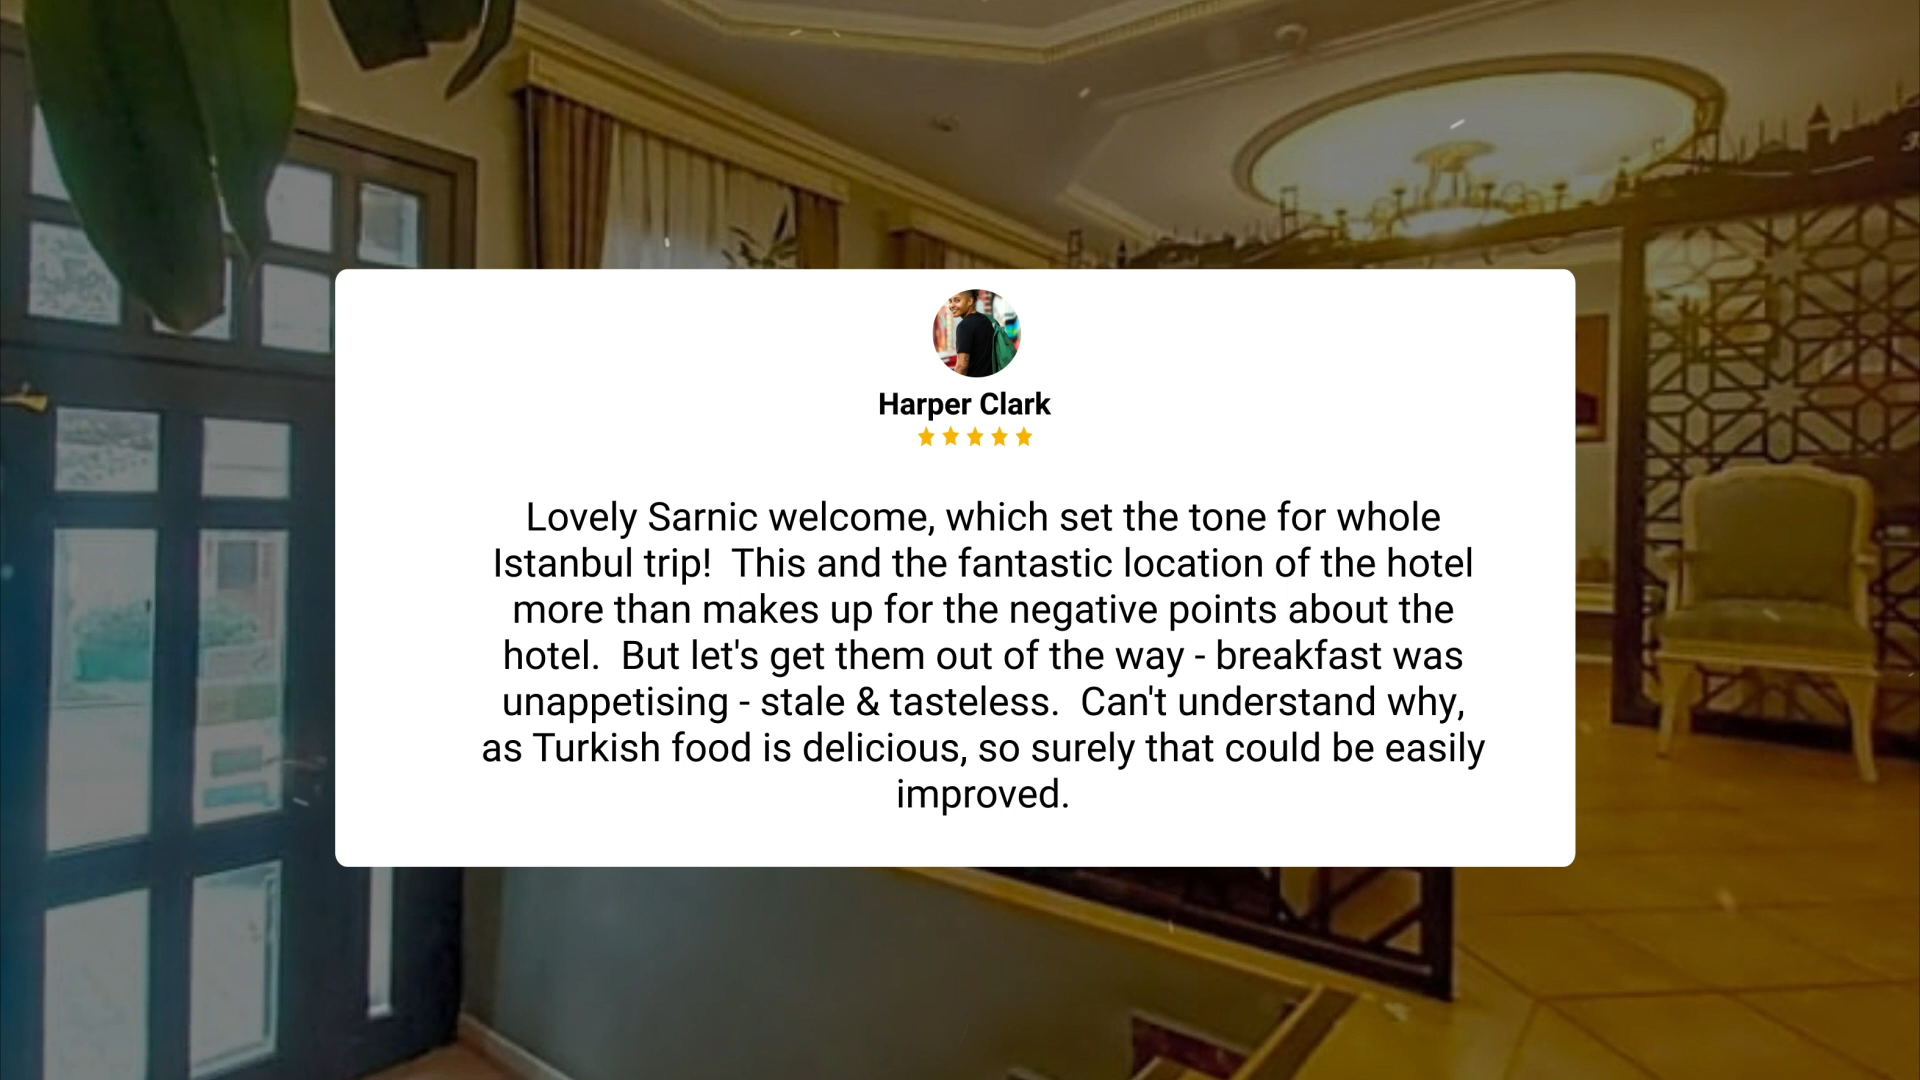 Harper Clark
Lovely Sarnic welcome, which set the tone for whole
Istanbul trip!  This and the fantastic location of the hotel
more than makes up for the negative points about the
hotel.  But let's get them out of the way - breakfast was
unappetising - stale & tasteless.  Can't understand why,
as Turkish food is delicious, so surely that could be easily
improved.